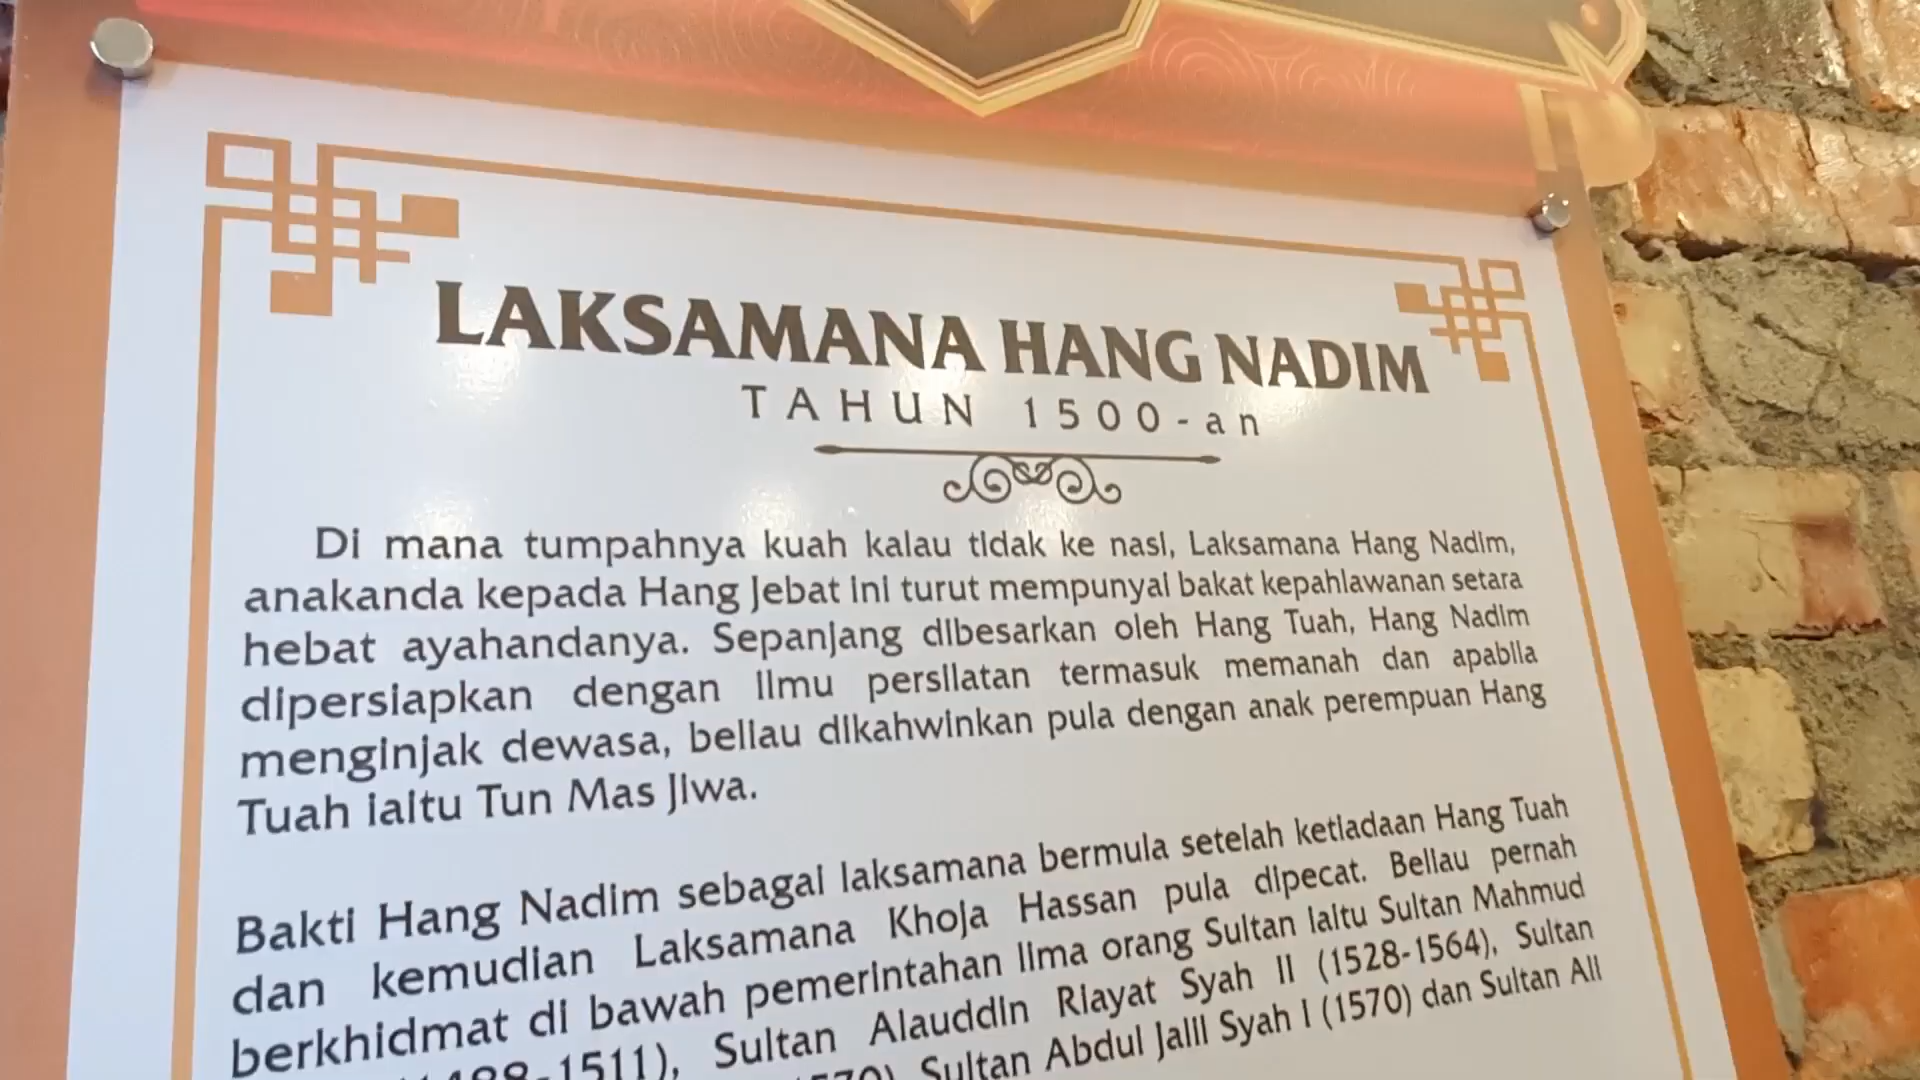 LAKSAMANA HANG NADIM
TAHUN 1500-an
Di mana tumpahnya kuah kalau tidak ke nasi, Laksamana Hang Nadim,
anakanda kepada Hang Jebat ini turut mempunyai bakat kepahlawanan setara
hebat ayahandanya. Sepanjang dibesarkan oleh Hang Tuah, Hang Nadim
dipersiapkan dengan ilmu persilatan termasuk memanah dan apabila
menginjak dewasa, beliau dikahwinkan pula dengan anak perempuan Hang
Tuah iaitu Tun Mas Jiwa.
Bakti Hang Nadim sebagai laksamana bermula setelah ketiadaan Hang Tuah
dan kemudian Laksamana Khoja Hassan pula dipecat. Beliau pernah
berkhidmat di bawah pemerintahan lima orang Sultan iaitu Sultan Mahmud
-1511), Sultan Alauddin Riayat Syah II (1528-1564), Sultan
Sultan Abdul Jalil Syah I (1570) dan Sultan Ali